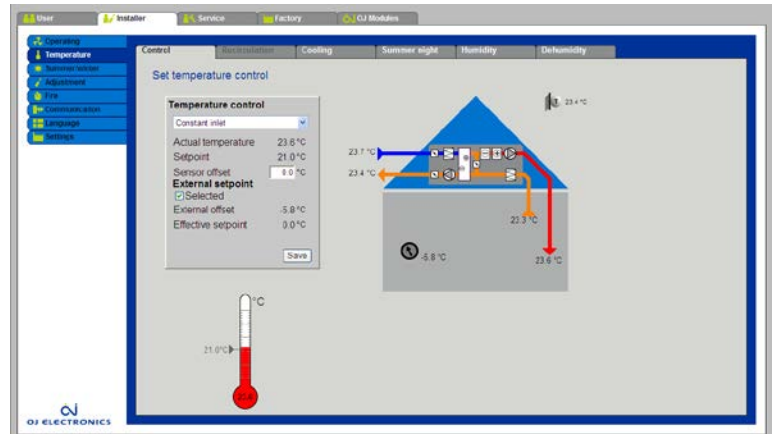 User
Installer
Service
Factory
OJ Modules
Operating
Temperature
Summer/winter
Adjustment
Fire
Communication
Language
Settings
Control
Recirculation
Cooling
Summer night
Humidity
Dehumidity
Set temperature control
Temperature control
Constant inlet
Actual temperature 23.6 °C
Setpoint 21.0 °C
Sensor offset 0.0 °C
External setpoint
Selected
External offset -5.8 °C
Effective setpoint 0.0 °C
Save
23.4 °C
23.7 °C
23.4 °C
23.3 °C
-5.8 °C
23.6 °C
°C
21.0°C
23.6
OJ ELECTRONICS